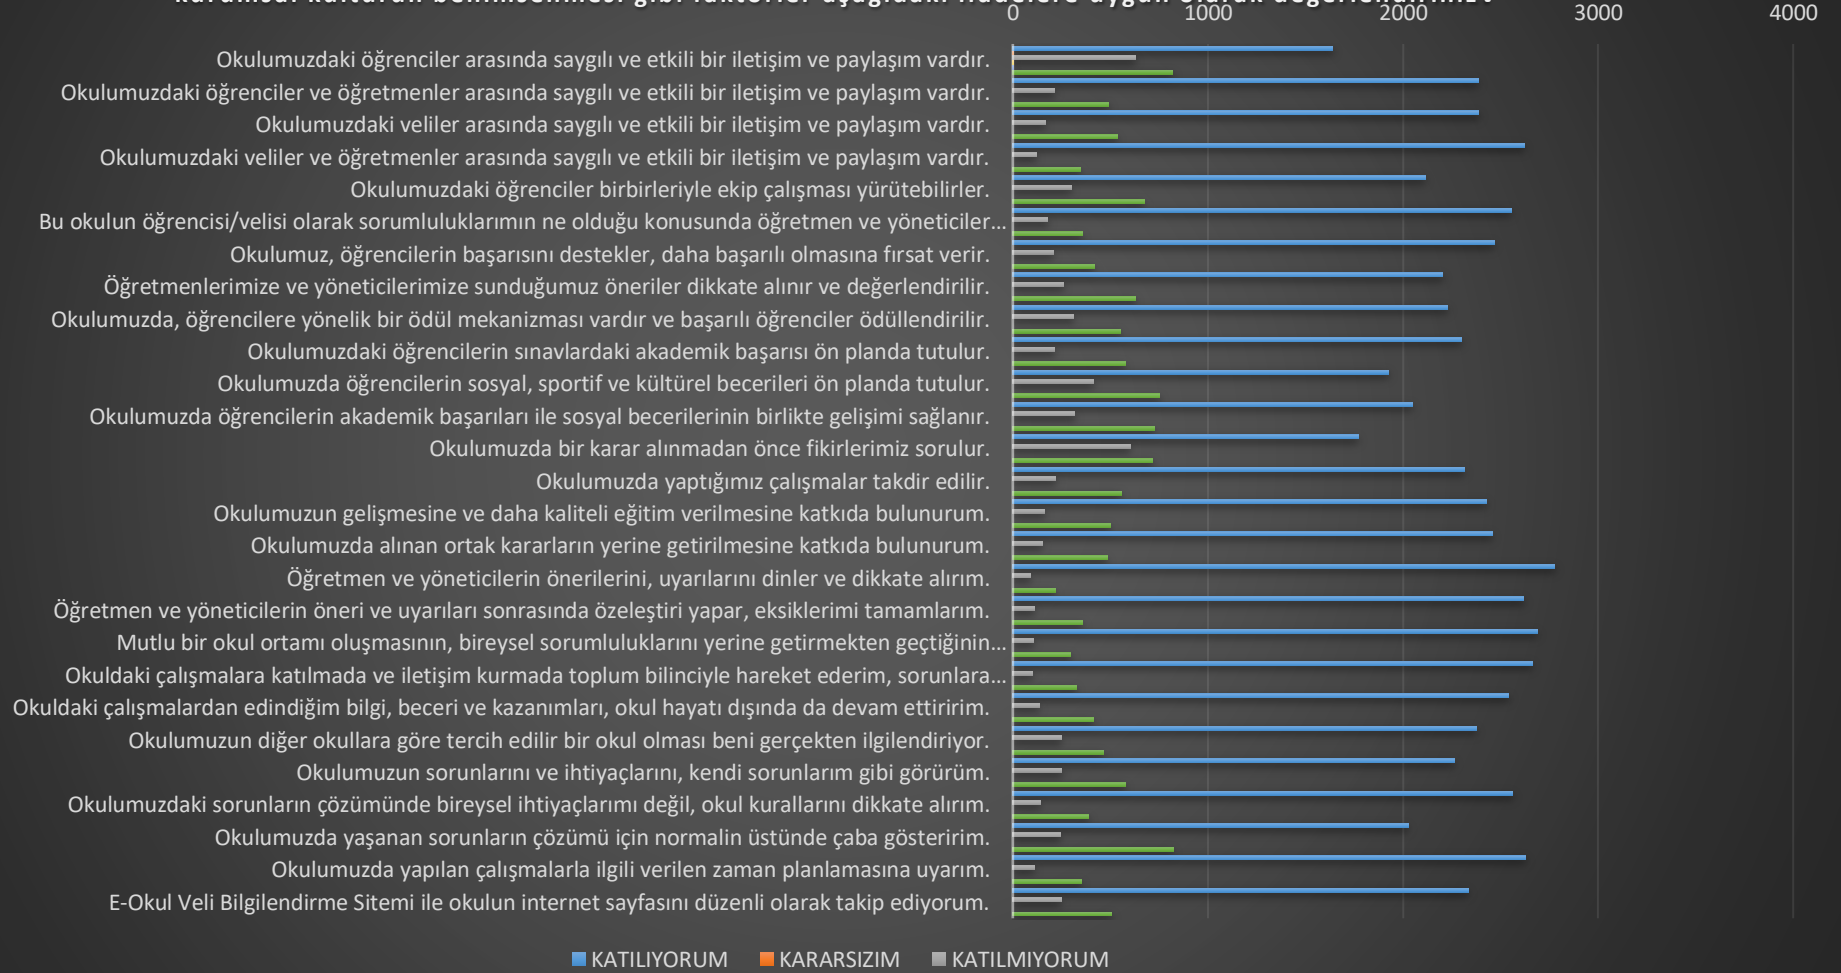 0 1000 2000 3000 4000
Okulumuzdaki öğrenciler arasında saygılı ve etkili bir iletişim ve paylaşım vardır.
Okulumuzdaki öğrenciler ve öğretmenler arasında saygılı ve etkili bir iletişim ve paylaşım vardır.
Okulumuzdaki veliler arasında saygılı ve etkili bir iletişim ve paylaşım vardır.
Okulumuzdaki veliler ve öğretmenler arasında saygılı ve etkili bir iletişim ve paylaşım vardır.
Okulumuzdaki öğrenciler birbirleriyle ekip çalışması yürütebilirler.
Bu okulun öğrencisi/velisi olarak sorumluluklarımın ne olduğu konusunda öğretmen ve yöneticiler...
Okulumuz, öğrencilerin başarısını destekler, daha başarılı olmasına fırsat verir.
Öğretmenlerimize ve yöneticilerimize sunduğumuz öneriler dikkate alınır ve değerlendirilir.
Okulumuzda, öğrencilere yönelik bir ödül mekanizması vardır ve başarılı öğrenciler ödüllendirilir.
Okulumuzdaki öğrencilerin sınavlardaki akademik başarısı ön planda tutulur.
Okulumuzda öğrencilerin sosyal, sportif ve kültürel becerileri ön planda tutulur.
Okulumuzda öğrencilerin akademik başarıları ile sosyal becerilerinin birlikte gelişimi sağlanır.
Okulumuzda bir karar alınmadan önce fikirlerimiz sorulur.
Okulumuzda yaptığımız çalışmalar takdir edilir.
Okulumuzun gelişmesine ve daha kaliteli eğitim verilmesine katkıda bulunurum.
Okulumuzda alınan ortak kararların yerine getirilmesine katkıda bulunurum.
Öğretmen ve yöneticilerin önerilerini, uyarılarını dinler ve dikkate alırım.
Öğretmen ve yöneticilerin öneri ve uyarıları sonrasında özeleştiri yapar, eksiklerimi tamamlarım.
Mutlu bir okul ortamı oluşmasının, bireysel sorumluluklarını yerine getirmekten geçtiğinin...
Okuldaki çalışmalara katılmada ve iletişim kurmada toplum bilinciyle hareket ederim, sorunlara...
Okuldaki çalışmalardan edindiğim bilgi, beceri ve kazanımları, okul hayatı dışında da devam ettiririm.
Okulumuzun diğer okullara göre tercih edilir bir okul olması beni gerçekten ilgilendiriyor.
Okulumuzun sorunlarını ve ihtiyaçlarını, kendi sorunlarım gibi görürüm.
Okulumuzdaki sorunların çözümünde bireysel ihtiyaçlarımı değil, okul kurallarını dikkate alırım.
Okulumuzda yaşanan sorunların çözümü için normalin üstünde çaba gösteririm.
Okulumuzda yapılan çalışmalarla ilgili verilen zaman planlamasına uyarım.
E-Okul Veli Bilgilendirme Sitemi ile okulun internet sayfasını düzenli olarak takip ediyorum.
KATILIYORUM KARARSIZIM KATILMIYORUM